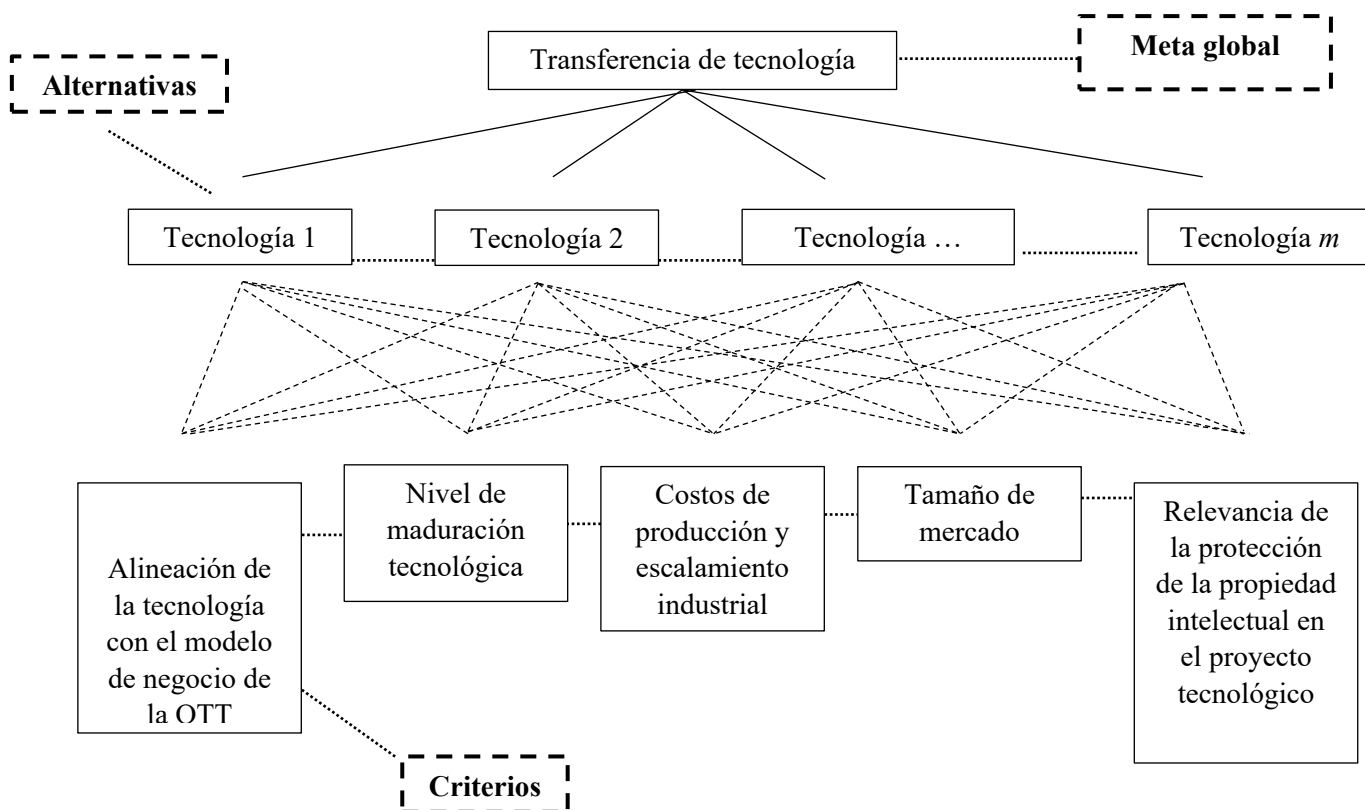 Transferencia de tecnología
Meta global
Alternativas
Tecnología 1
Tecnología 2
Tecnología …
Tecnología m
Alineación de
la tecnología
con el modelo
de negocio de
la OTT
Nivel de
maduración
tecnológica
Costos de
producción y
escalamiento
industrial
Tamaño de
mercado
Relevancia de
la protección
de la propiedad
intelectual en
el proyecto
tecnológico
Criterios